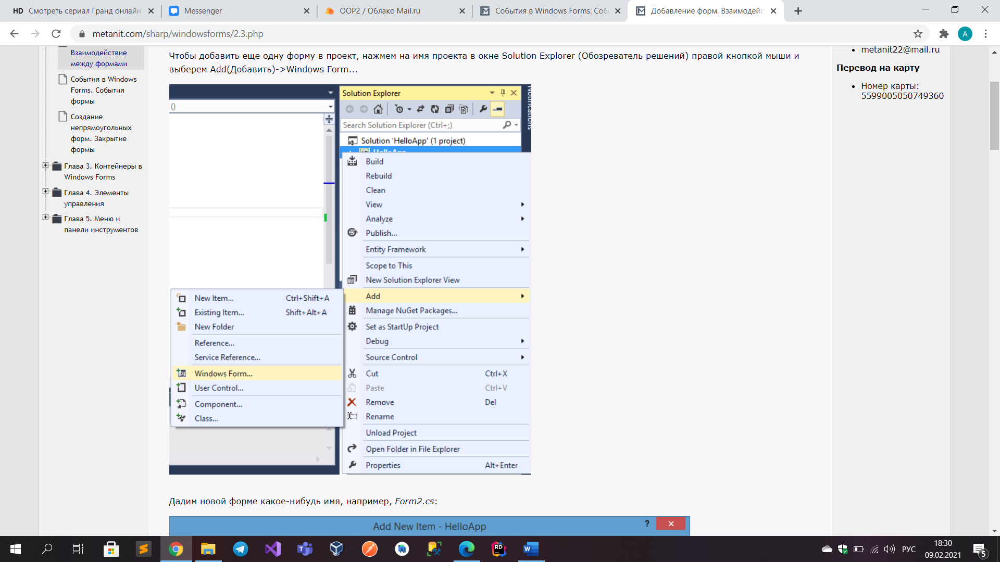 HD Смотреть сериал Гранд онлайн
Messenger
OOP2 / Облако Mail.ru
События в Windows Forms. Соб
Добавление форм. Взаимодейс
metanit.com/sharp/windowsforms/2.3.php
A
Взаимодействие
между формами
События в Windows
Forms. События
формы
Создание
непрямоугольных
форм. Закрытие
формы
Глава 3. Контейнеры в
Windows Forms
Глава 4. Элементы
управления
Глава 5. Меню и
панели инструментов
Чтобы добавить еще одну форму в проект, нажмем на имя проекта в окне Solution Explorer (Обозреватель решений) правой кнопкой мыши и
выберем Add(Добавить)->Windows Form...
()
Solution Explorer
Notifications
Search Solution Explorer (Ctrl+;)
Solution 'HelloApp' (1 project)
HelloApp
Build
Rebuild
Clean
View
Analyze
Publish...
Entity Framework
Scope to This
New Solution Explorer View
Add
Manage NuGet Packages...
Set as StartUp Project
Debug
Source Control
Cut Ctrl+X
Paste Ctrl+V
Remove Del
Rename
Unload Project
Open Folder in File Explorer
Properties Alt+Enter
New Item... Ctrl+Shift+A
Existing Item... Shift+Alt+A
New Folder
Reference...
Service Reference...
Windows Form...
User Control...
Component...
Class...
Дадим новой форме какое-нибудь имя, например, Form2.cs:
Add New Item - HelloApp
?
metanit22@mail.ru
Перевод на карту
Номер карты:
5599005050749360
РУС
18:30
09.02.2021
5